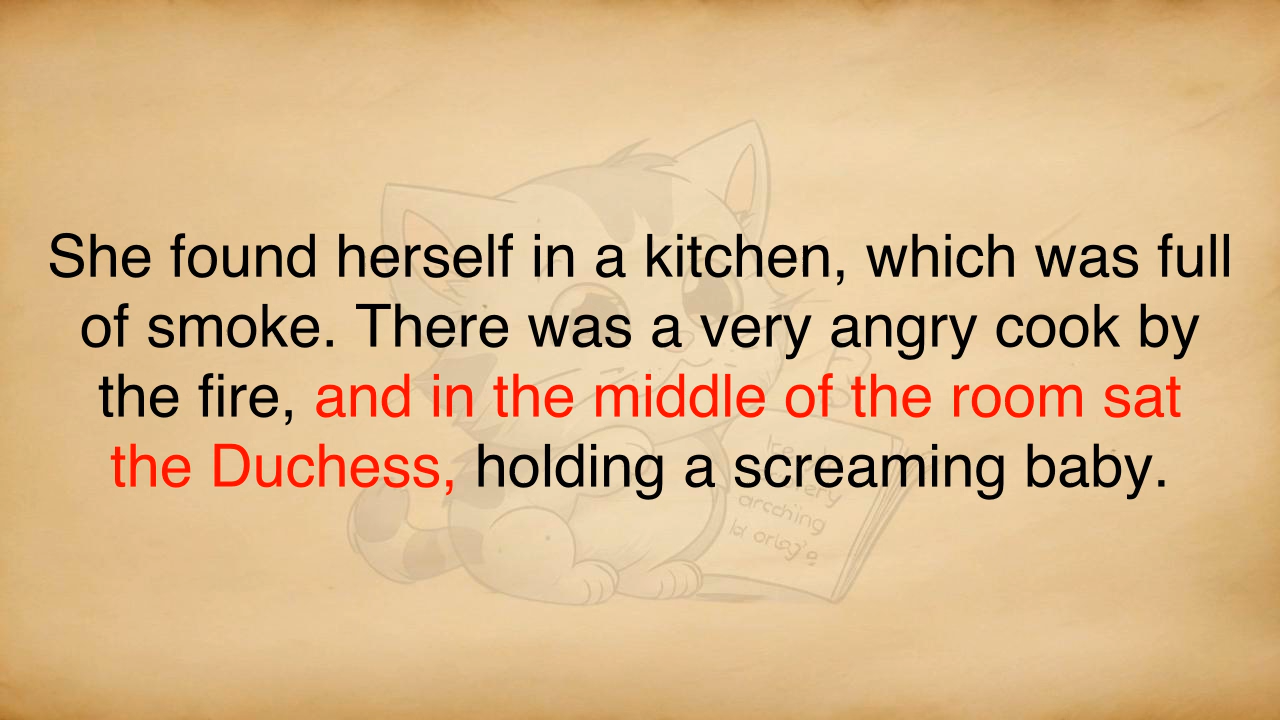 She found herself in a kitchen, which was full
of smoke. There was a very angry cook by
the fire, and in the middle of the room sat
the Duchess, holding a screaming baby.